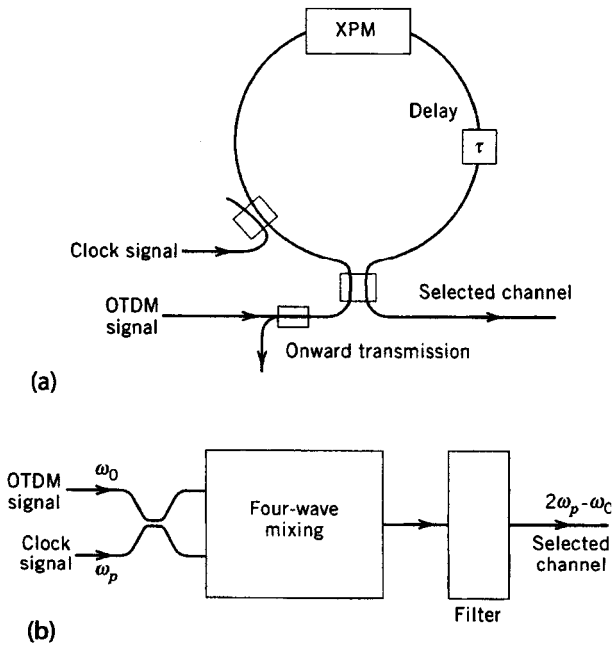 XPM
Delay
τ
Clock signal
OTDM
signal
Selected channel
Onward transmission
(a)
OTDM
signal
ω0
Clock
signal
ωp
Four-wave
mixing
2ωp-ω0
Selected
channel
Filter
(b)